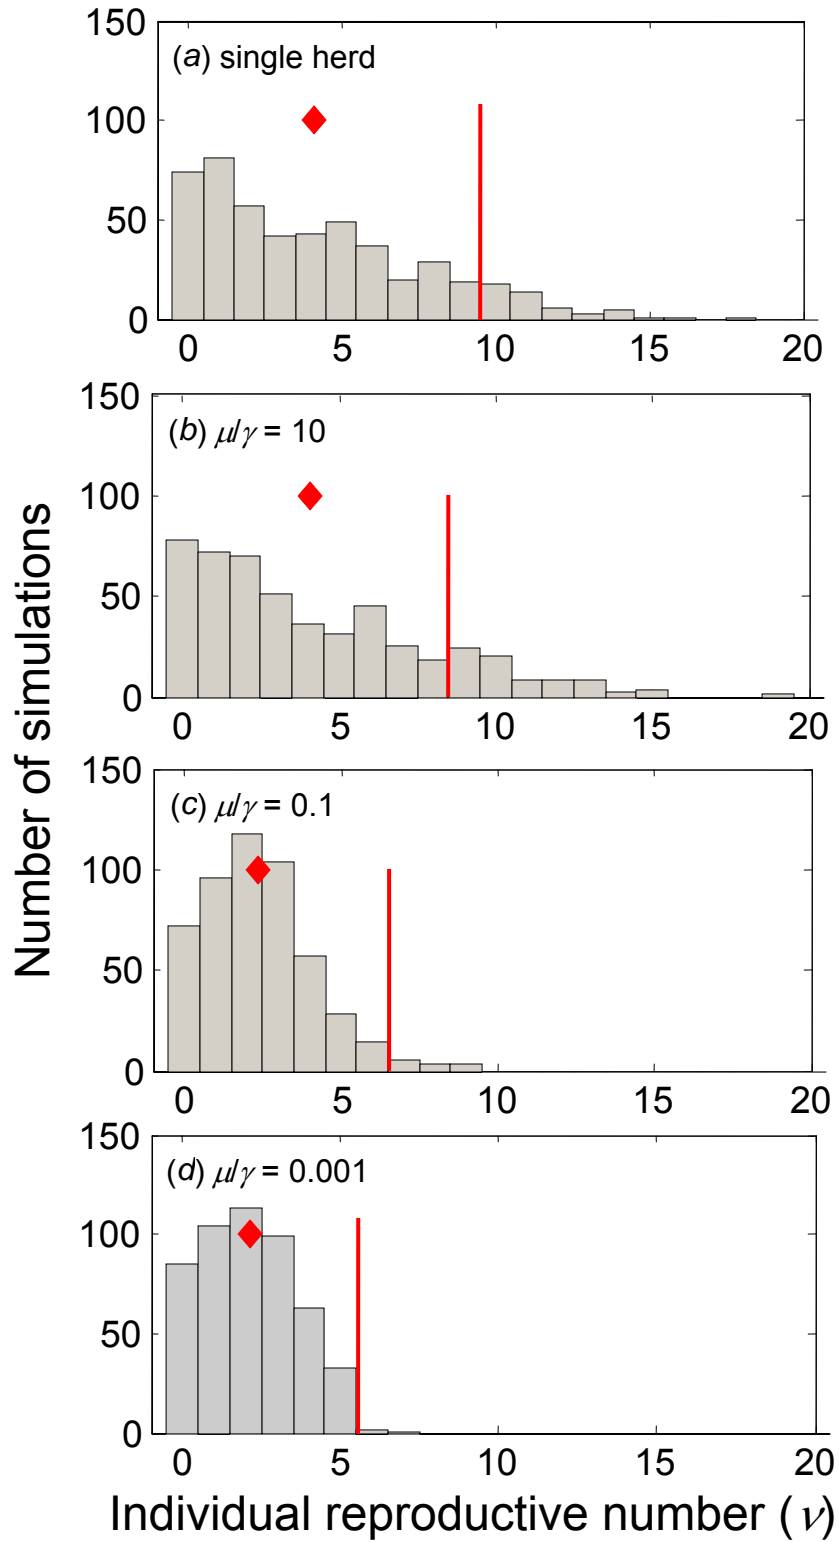 Number of simulations
(a) single herd
150
100
50
0
0 5 10 15 20
(b) μ/γ = 10
150
100
50
0
0 5 10 15 20
(c) μ/γ = 0.1
150
100
50
0
0 5 10 15 20
(d) μ/γ = 0.001
150
100
50
0
0 5 10 15 20
Individual reproductive number (ν)